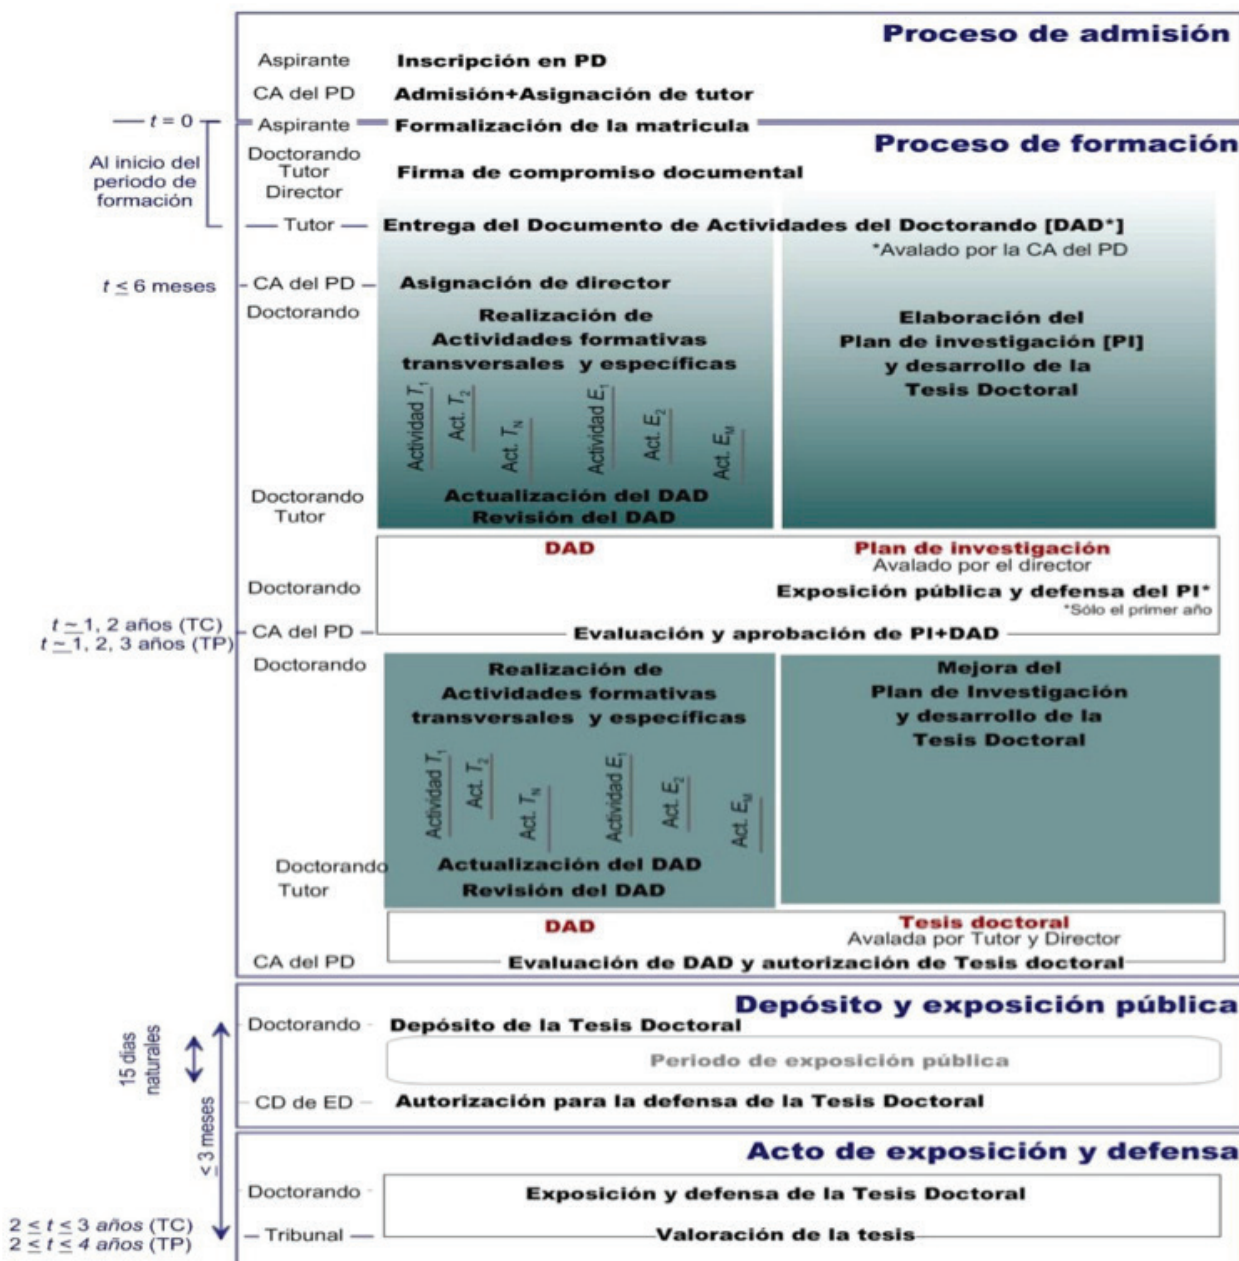 Proceso de admisión
Aspirante Inscripción en PD
CA del PD Admisión+Asignación de tutor
t = 0 Aspirante Formalización de la matricula
Proceso de formación
Al inicio del
periodo de
formación
Doctorando
Tutor
Director
Firma de compromiso documental
Tutor Entrega del Documento de Actividades del Doctorando [DAD*]
*Avalado por la CA del PD
t ≤ 6 meses CA del PD Asignación de director
Doctorando
Realización de
Actividades formativas
transversales y específicas
Elaboración del
Plan de investigación [PI]
y desarrollo de la
Tesis Doctoral
Actividad T1
Act. T2
Act. TN
Actividad E1
Act. E2
Act. EM
Doctorando Actualización del DAD
Tutor Revisión del DAD
DAD
Plan de investigación
Avalado por el director
Doctorando Exposición pública y defensa del PI*
*Sólo el primer año
t ~ 1, 2 años (TC)
t ~ 1, 2, 3 años (TP)
CA del PD Evaluación y aprobación de PI+DAD
Doctorando
Realización de
Actividades formativas
transversales y específicas
Mejora del
Plan de Investigación
y desarrollo de la
Tesis Doctoral
Actividad T1
Act. T2
Act. TN
Actividad E1
Act. E2
Act. EM
Doctorando Actualización del DAD
Tutor Revisión del DAD
DAD
Tesis doctoral
Avalada por Tutor y Director
CA del PD Evaluación de DAD y autorización de Tesis doctoral
Depósito y exposición pública
Doctorando Depósito de la Tesis Doctoral
15 días
naturales
Periodo de exposición pública
CD de ED Autorización para la defensa de la Tesis Doctoral
≤ 3 meses
Acto de exposición y defensa
Doctorando Exposición y defensa de la Tesis Doctoral
2 ≤ t ≤ 3 años (TC)
2 ≤ t ≤ 4 años (TP)
Tribunal Valoración de la tesis